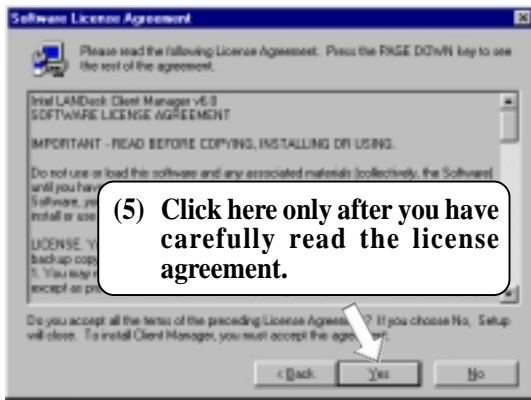 Software License Agreement
Please read the following License Agreement. Press the PAGE DOWN key to see
the rest of the agreement.
Intel LANDesk Client Manager v6.0
SOFTWARE LICENSE AGREEMENT
IMPORTANT - READ BEFORE COPYING, INSTALLING OR USING.
Do not use or load this software and any associated materials (collectively, the Software)
until you have
Software, yo
install or use
LICENSE. Y
backup copy
1. You may n
except as pro
(5) Click here only after you have
carefully read the license
agreement.
Do you accept all the terms of the preceding License Agreement? If you choose No, Setup
will close. To install Client Manager, you must accept this agreement.
< Back
Yes
No